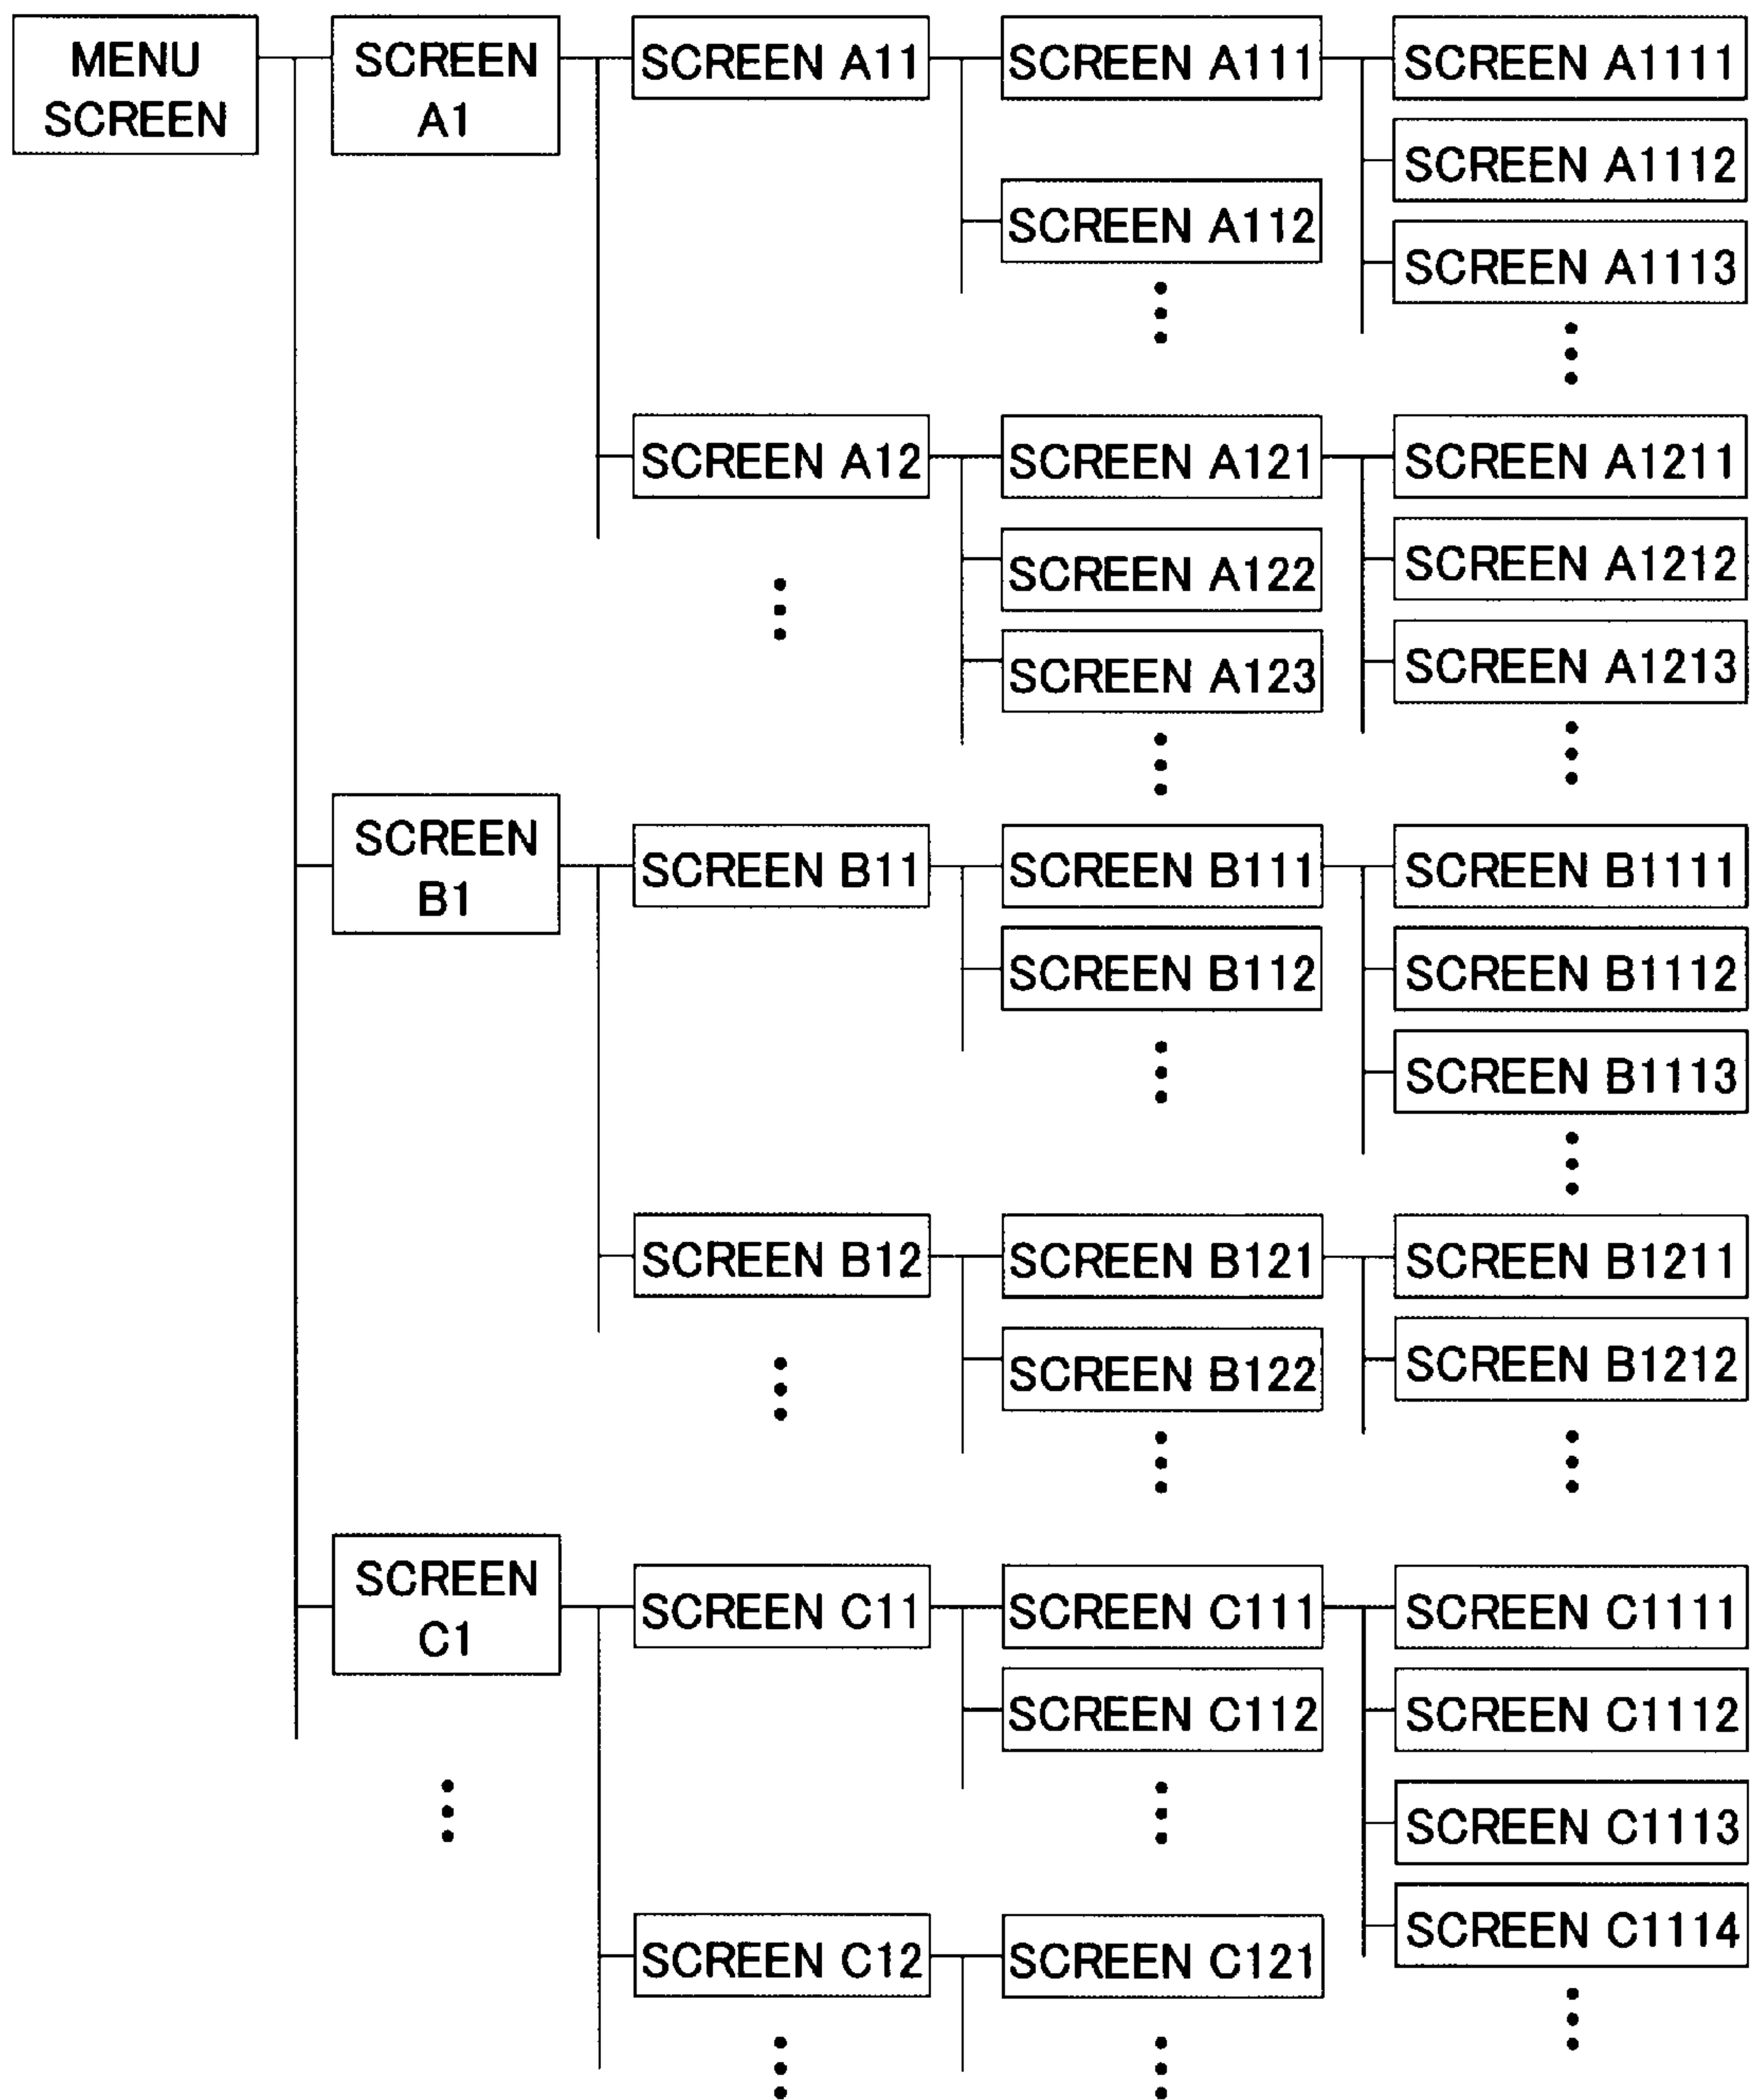 MENU
SCREEN
SCREEN
A1
SCREEN A11
SCREEN A111
SCREEN A1111
SCREEN A1112
SCREEN A112
SCREEN A1113
SCREEN A12
SCREEN A121
SCREEN A1211
SCREEN A122
SCREEN A1212
SCREEN A123
SCREEN A1213
SCREEN
B1
SCREEN B11
SCREEN B111
SCREEN B1111
SCREEN B112
SCREEN B1112
SCREEN B1113
SCREEN B12
SCREEN B121
SCREEN B1211
SCREEN B122
SCREEN B1212
SCREEN
C1
SCREEN C11
SCREEN C111
SCREEN C1111
SCREEN C112
SCREEN C1112
SCREEN C1113
SCREEN C1114
SCREEN C12
SCREEN C121